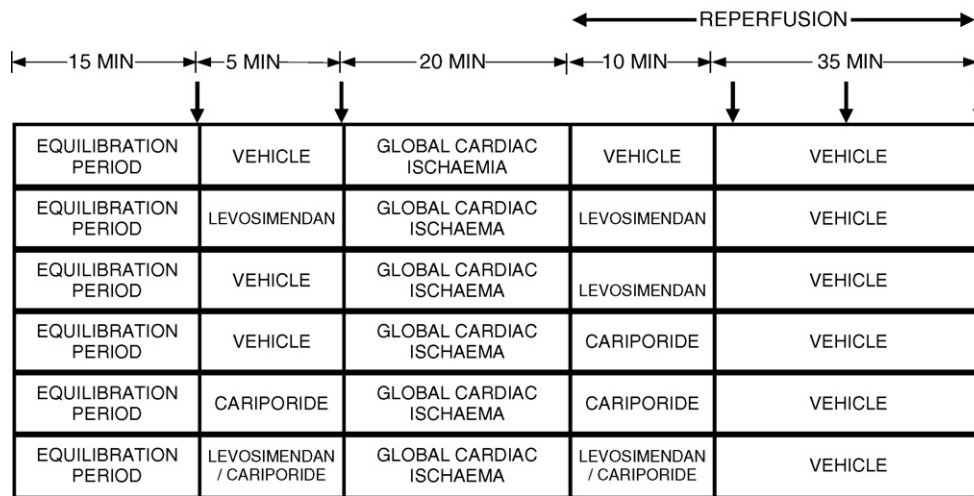 REPERFUSION
15 MIN 5 MIN 20 MIN 10 MIN 35 MIN
EQUILIBRATION PERIOD VEHICLE GLOBAL CARDIAC ISCHAEMIA VEHICLE VEHICLE
EQUILIBRATION PERIOD LEVOSIMENDAN GLOBAL CARDIAC ISCHAEMA LEVOSIMENDAN VEHICLE
EQUILIBRATION PERIOD VEHICLE GLOBAL CARDIAC ISCHAEMA LEVOSIMENDAN VEHICLE
EQUILIBRATION PERIOD VEHICLE GLOBAL CARDIAC ISCHAEMA CARIPORIDE VEHICLE
EQUILIBRATION PERIOD CARIPORIDE GLOBAL CARDIAC ISCHAEMA CARIPORIDE VEHICLE
EQUILIBRATION PERIOD LEVOSIMENDAN / CARIPORIDE GLOBAL CARDIAC ISCHAEMA LEVOSIMENDAN / CARIPORIDE VEHICLE